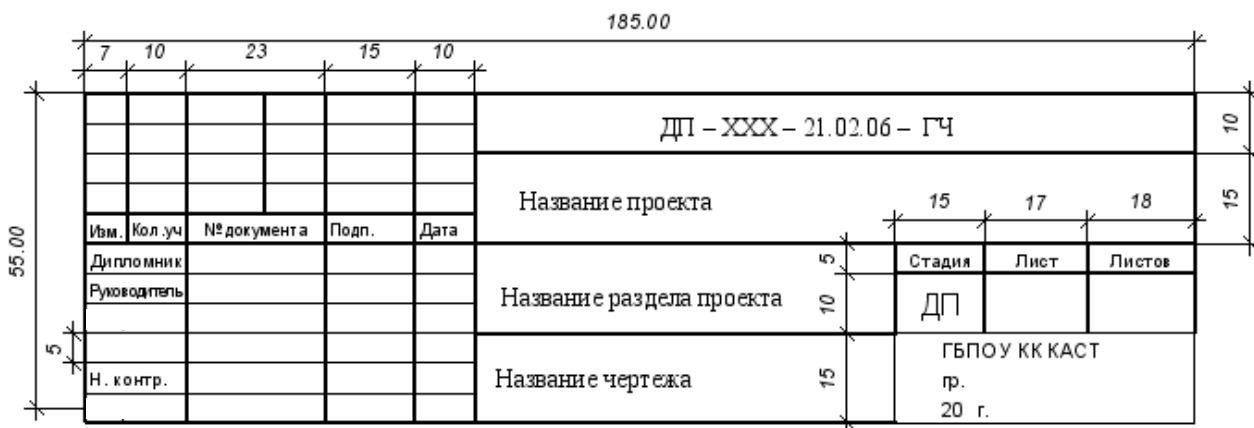 185.00
7 10 23 15 10
ДП – ХХХ – 21.02.06 – ГЧ
10
Название проекта
15 17 18
15
Изм. Кол.уч № документа Подп. Дата
55.00
Дипломник
5
Стадия Лист Листов
Руководитель
Название раздела проекта
10
ДП
5
ГБПОУ КК КАСТ
Н. контр.
Название чертежа
15
гр.
20 г.